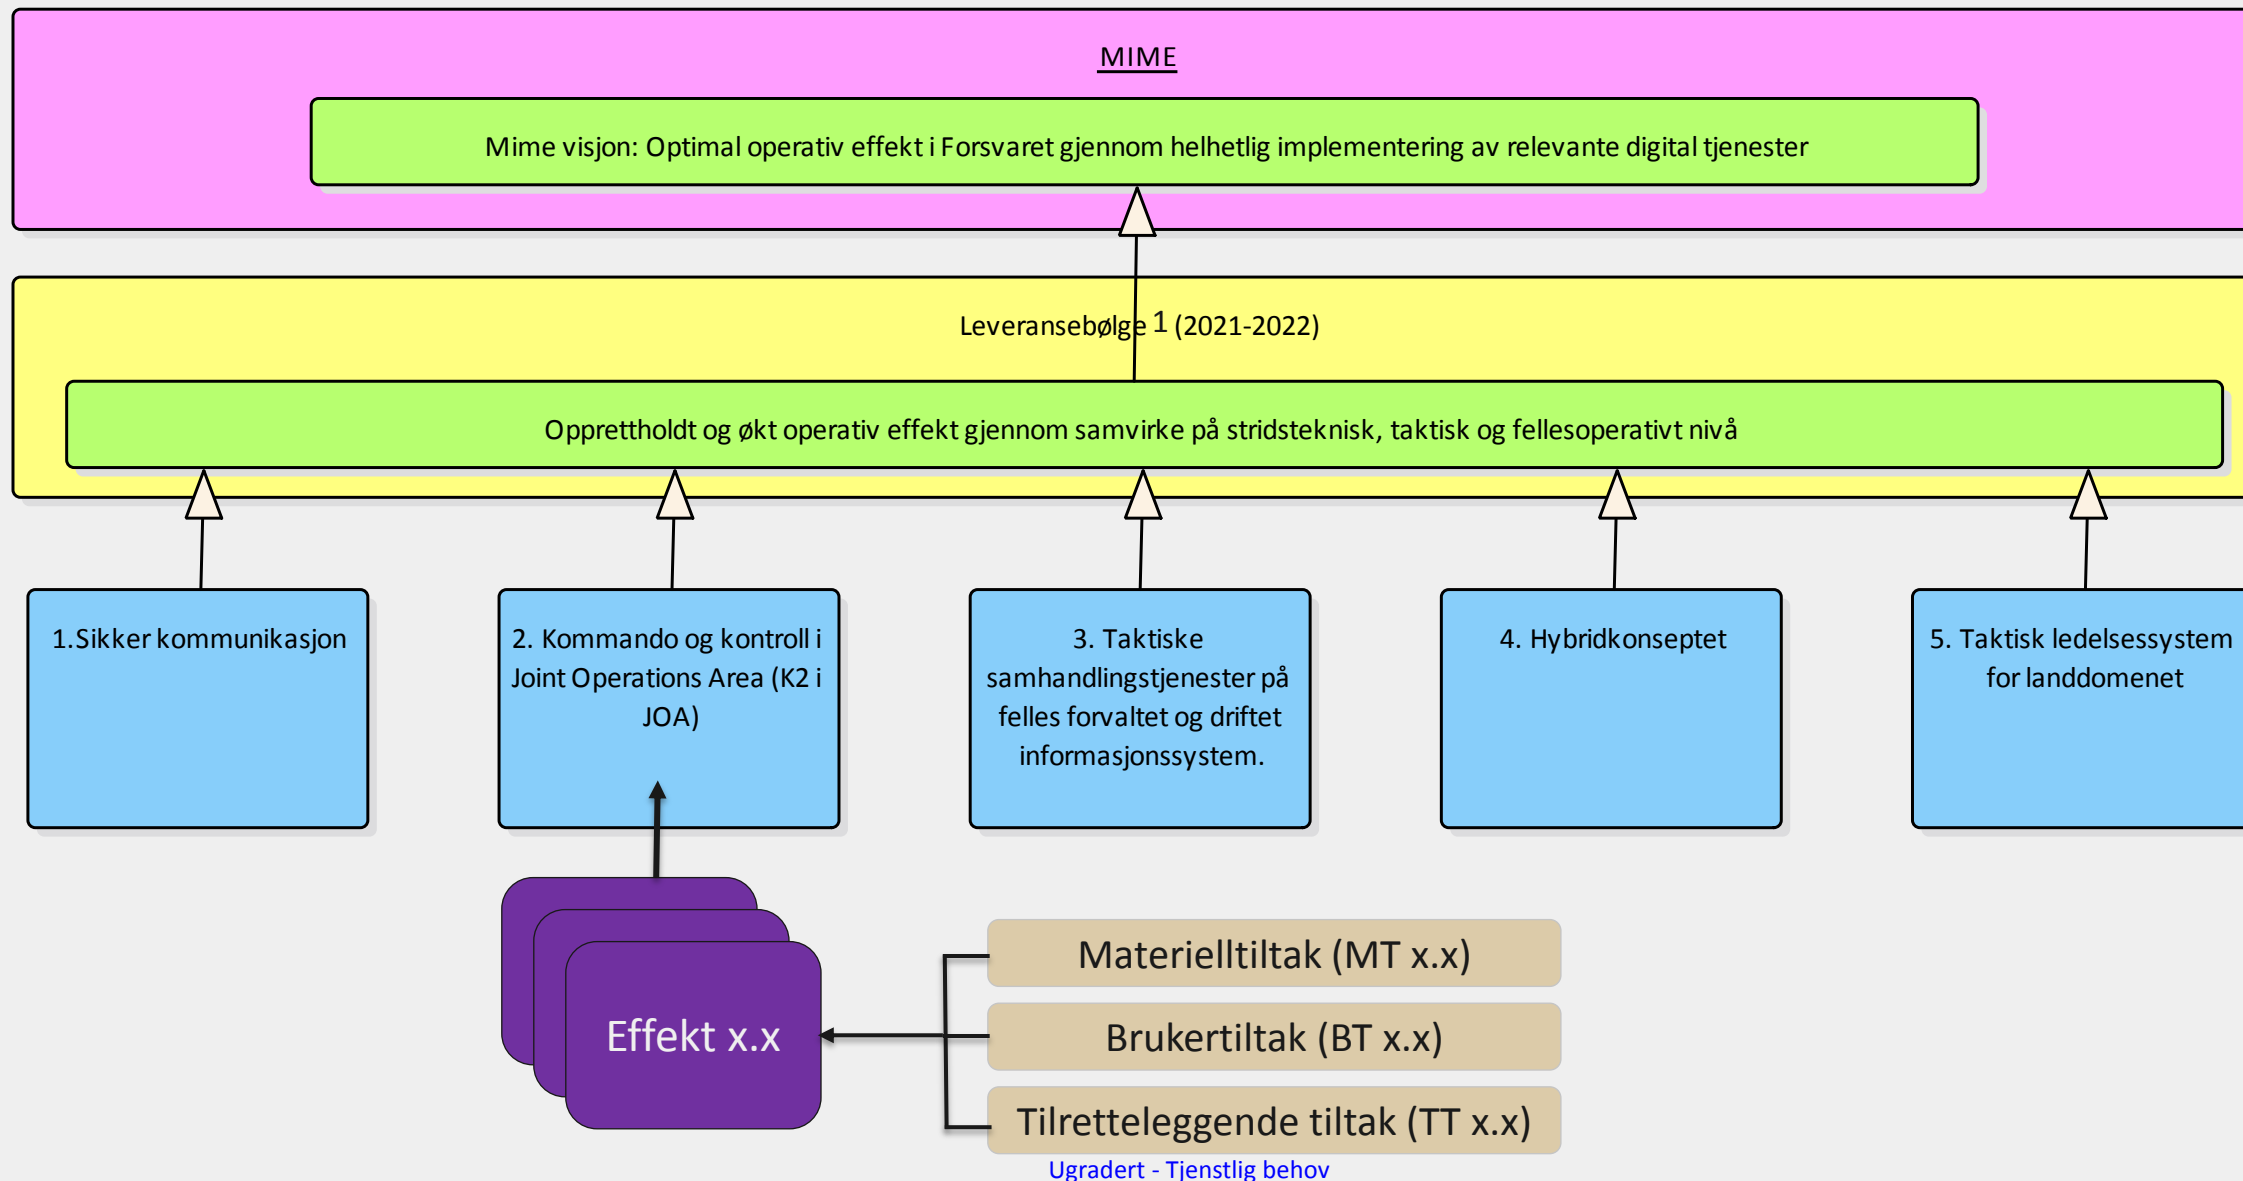 MIME
Mime visjon: Optimal operativ effekt i Forsvaret gjennom helhetlig implementering av relevante digital tjenester
Leveransebølge 1 (2021-2022)
Opprettholdt og økt operativ effekt gjennom samvirke på stridsteknisk, taktisk og fellesoperativt nivå
1.Sikker kommunikasjon
2. Kommando og kontroll i
Joint Operations Area (K2 i
JOA)
3. Taktiske
samhandlingstjenester på
felles forvaltet og driftet
informasjonssystem.
4. Hybridkonseptet
5. Taktisk ledelsessystem
for landdomenet
Effekt x.x
Materielltiltak (MT x.x)
Brukertiltak (BT x.x)
Tilretteleggende tiltak (TT x.x)
Ugradert - Tjenstlig behov